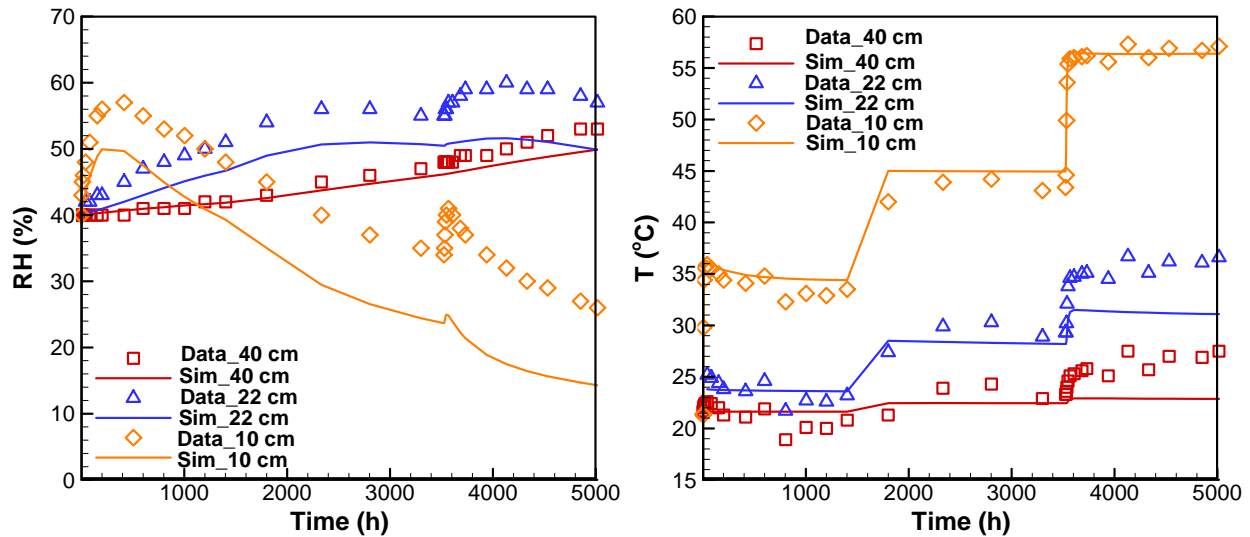 70
60
50
40
30
20
10
0
RH (%)
Data_40 cm
Sim_40 cm
Data_22 cm
Sim_22 cm
Data_10 cm
Sim_10 cm
0 1000 2000 3000 4000 5000
Time (h)
60
55
50
45
40
35
30
25
20
15
T (°C)
Data_40 cm
Sim_40 cm
Data_22 cm
Sim_22 cm
Data_10 cm
Sim_10 cm
0 1000 2000 3000 4000 5000
Time (h)